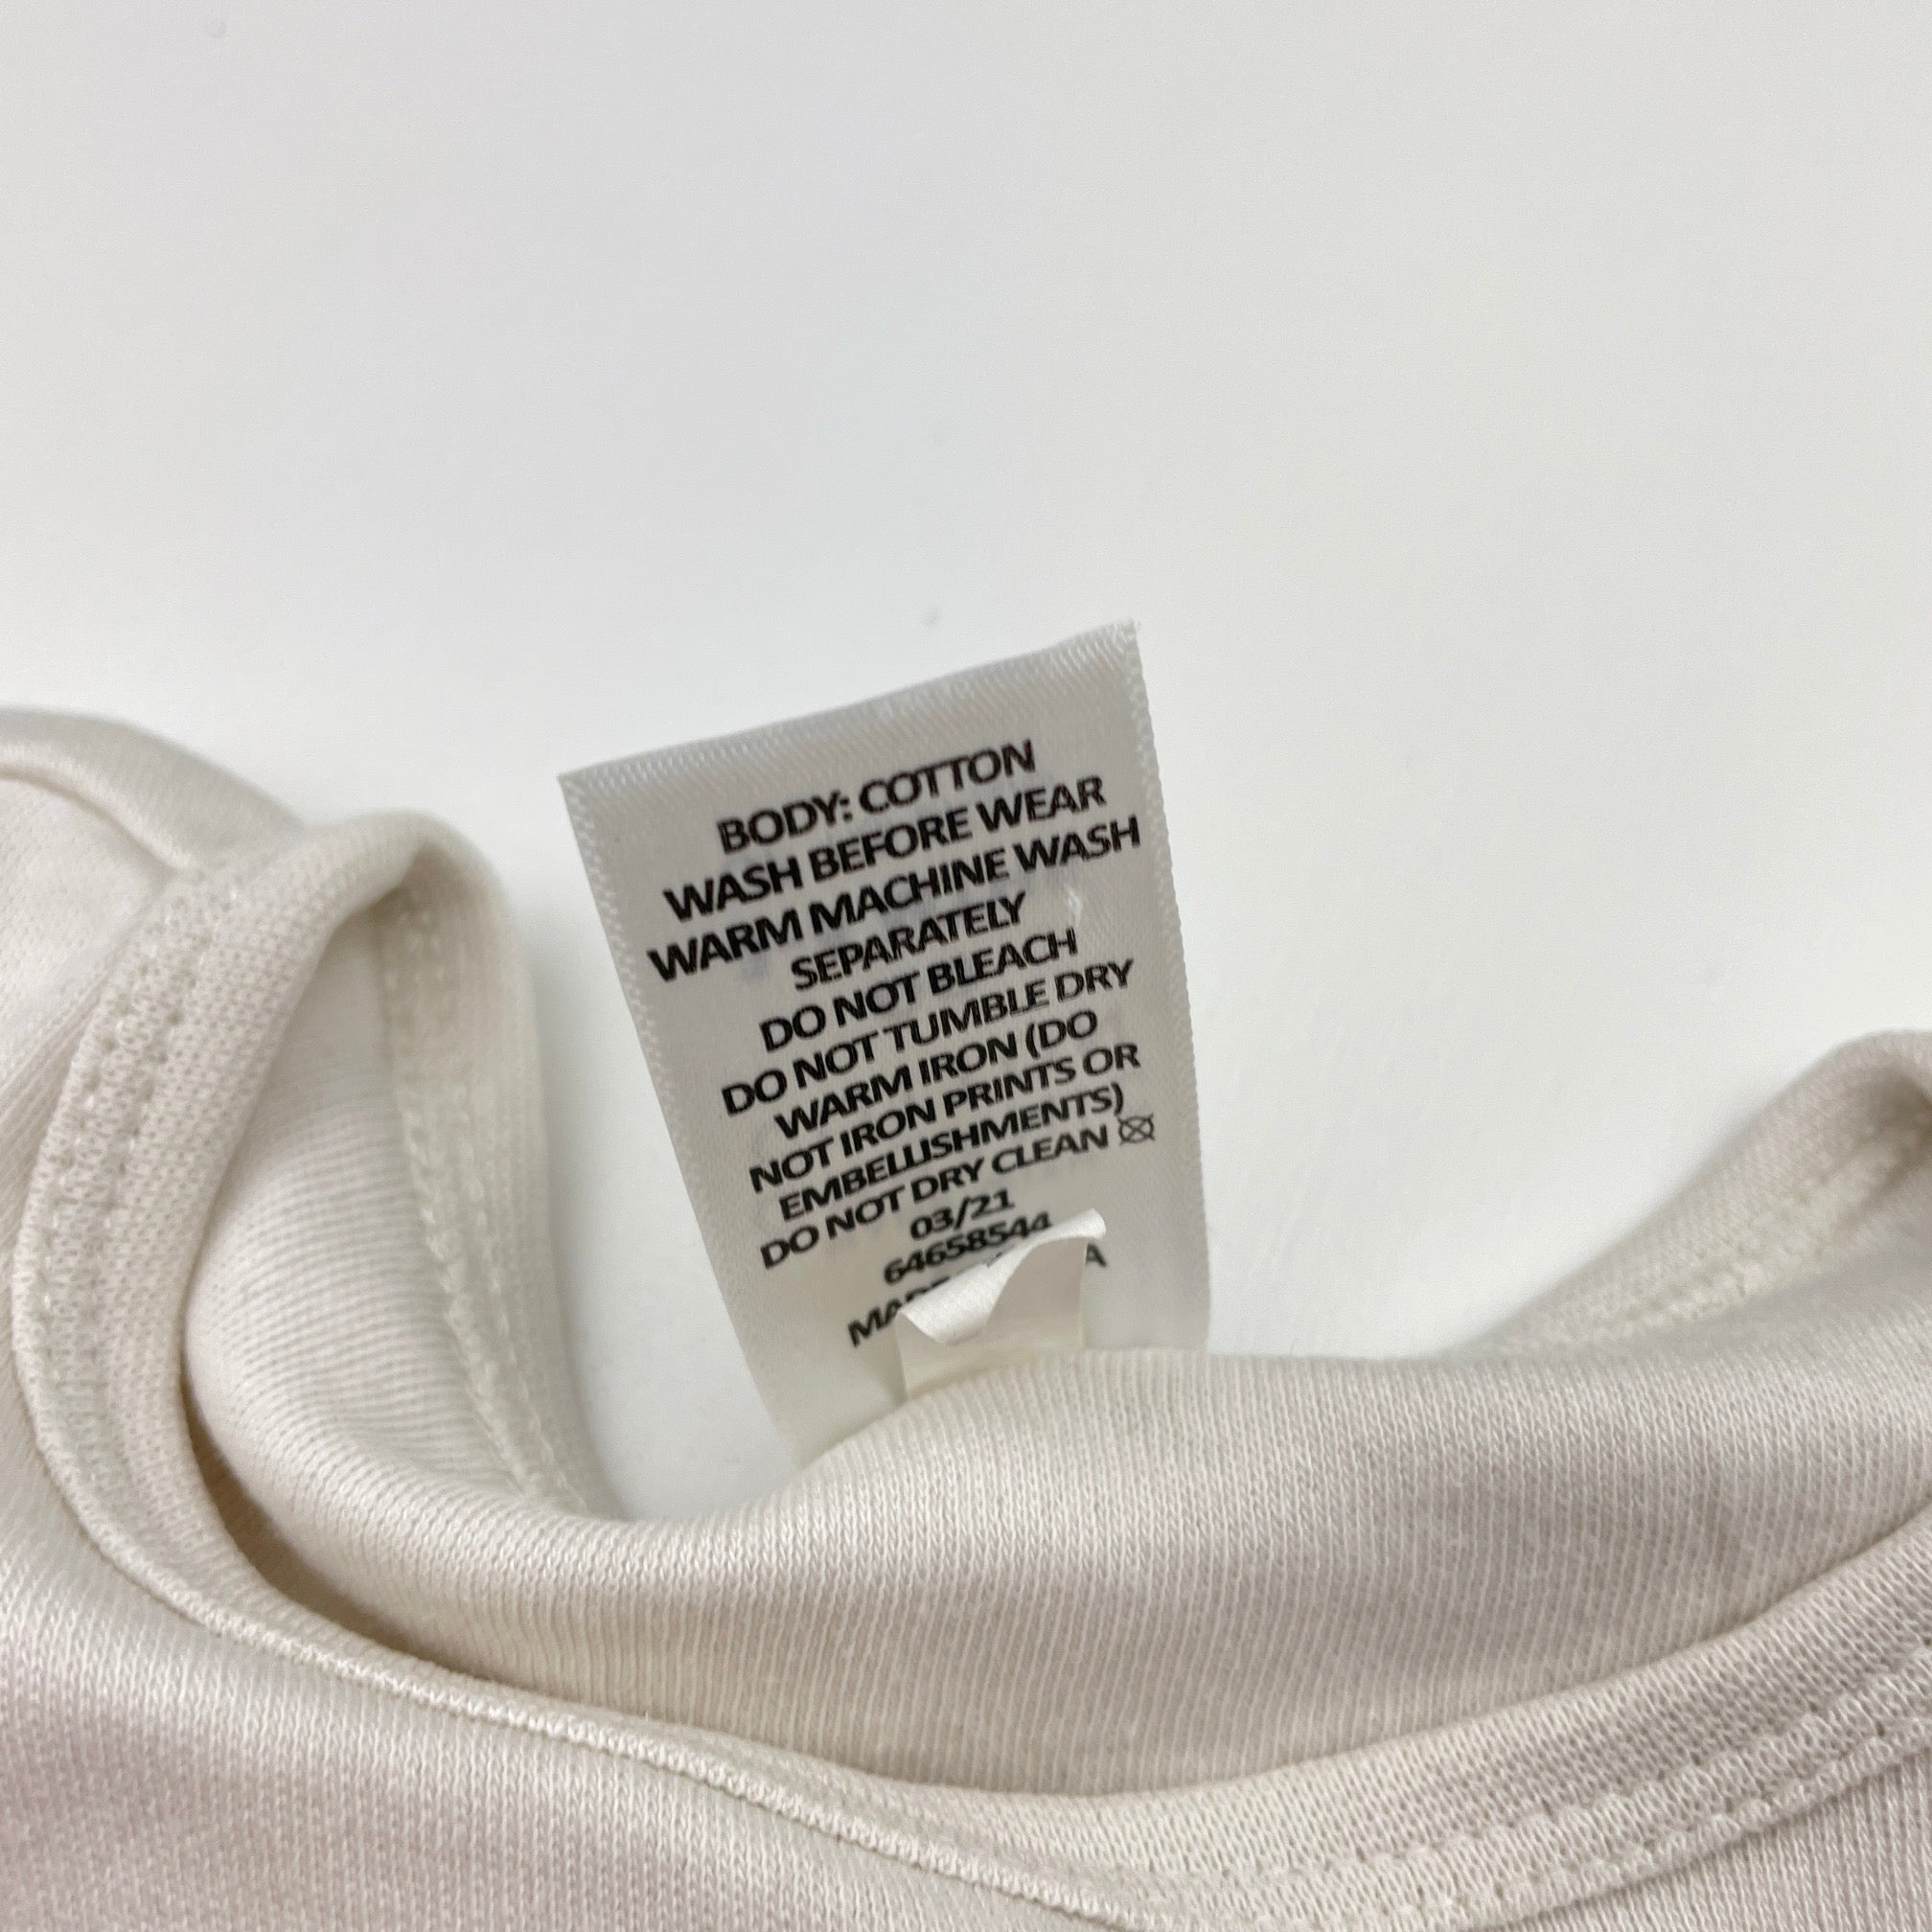 BODY: COTTON
WASH BEFORE WEAR
WARM MACHINE WASH
SEPARATELY
DO NOT BLEACH
DO NOT TUMBLE DRY
WARM IRON (DO
NOT IRON PRINTS OR
EMBELLISHMENTS)
DO NOT DRY CLEAN
03/21
64658544